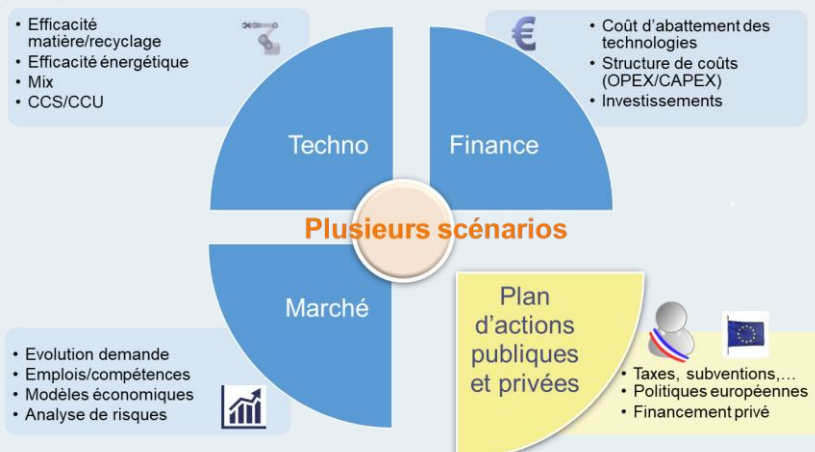 • Efficacité
matière/recyclage
• Efficacité énergétique
• Mix
• CCS/CCU
€
• Coût d'abattement des
technologies
• Structure de coûts
(OPEX/CAPEX)
• Investissements
Techno
Finance
Plusieurs scénarios
Marché
Plan
d'actions
publiques
et privées
• Evolution demande
• Emplois/compétences
• Modèles économiques
• Analyse de risques
• Taxes, subventions,...
• Politiques européennes
• Financement privé